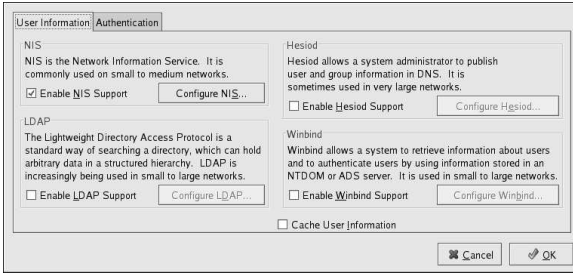 User Information Authentication
NIS
NIS is the Network Information Service. It is
commonly used on small to medium networks.
Enable NIS Support Configure NIS...
LDAP
The Lightweight Directory Access Protocol is a
standard way of searching a directory, which can hold
arbitrary data in a structured hierarchy. LDAP is
increasingly being used in small to large networks.
Enable LDAP Support Configure LDAP...
Hesiod
Hesiod allows a system administrator to publish
user and group information in DNS. It is
sometimes used in very large networks.
Enable Hesiod Support Configure Hesiod...
Winbind
Winbind allows a system to retrieve information about users
and to authenticate users by using information stored in an
NTDOM or ADS server. It is used in small to large networks.
Enable Winbind Support Configure Winbind...
Cache User Information
Cancel OK